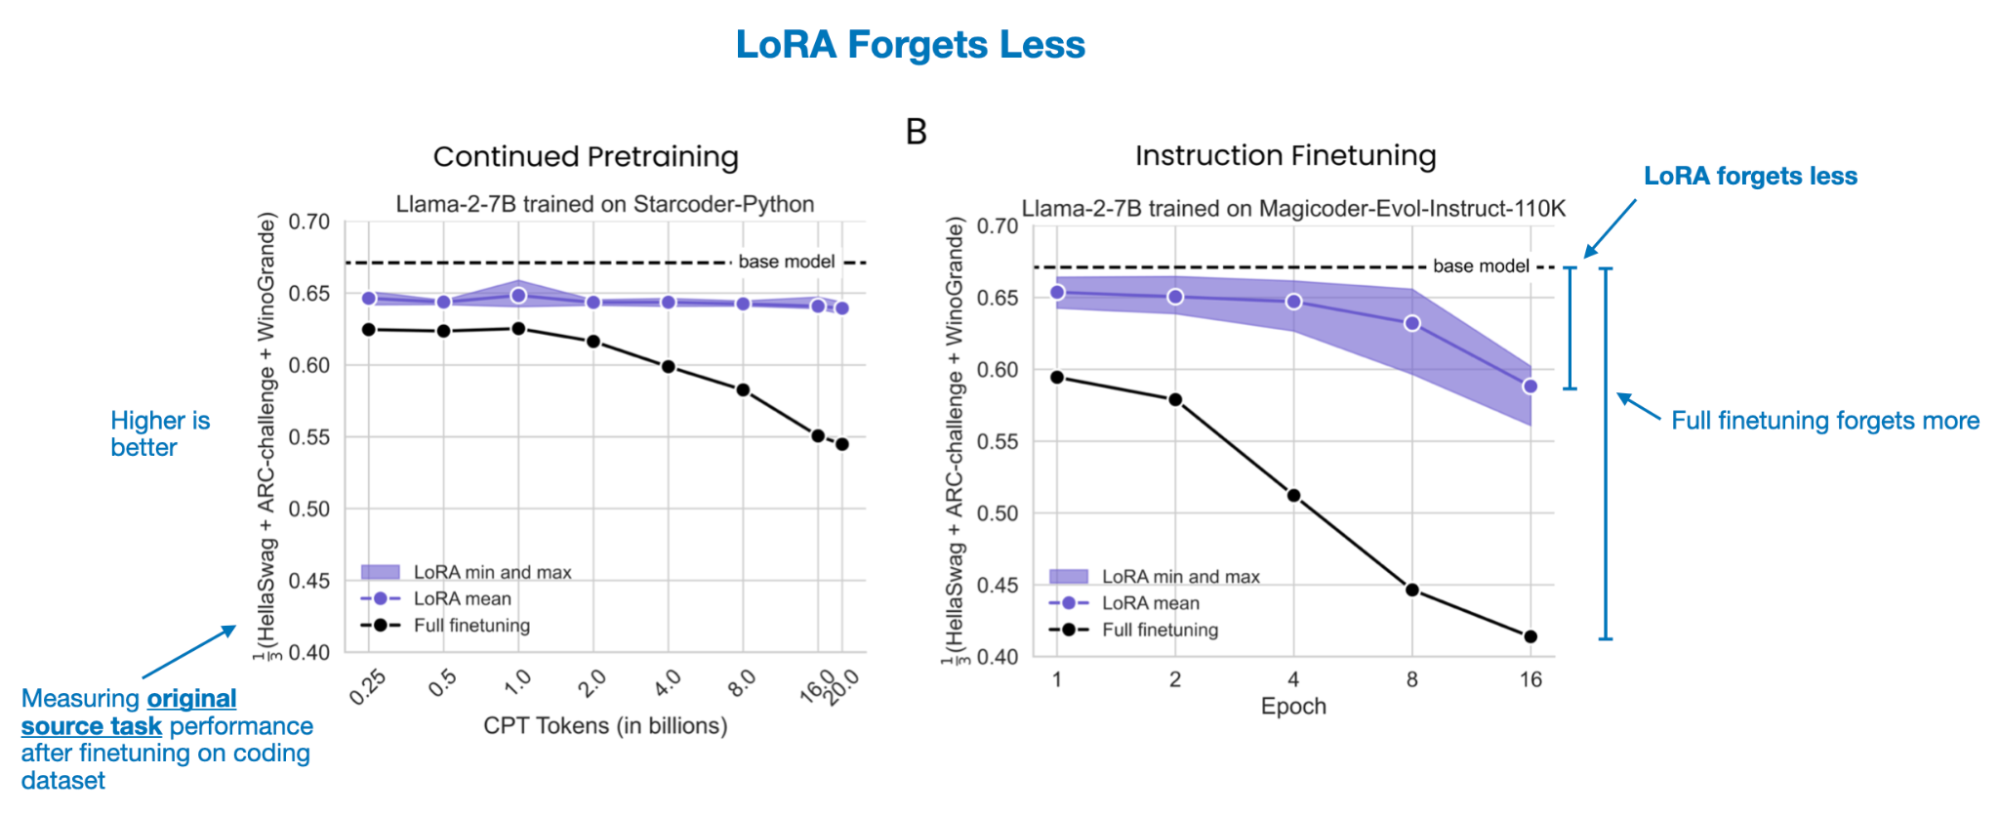 LoRA Forgets Less
Continued Pretraining
Llama-2-7B trained on Starcoder-Python
1/3 (HellaSwag + ARC-challenge + WinoGrande)
0.70
0.65
0.60
0.55
0.50
0.45
0.40
base model
LoRA min and max
LoRA mean
Full finetuning
0.25
0.5
1.0
2.0
4.0
8.0
16.0
20.0
CPT Tokens (in billions)
Higher is
better
Measuring original
source task performance
after finetuning on coding
dataset
B
Instruction Finetuning
Llama-2-7B trained on Magicoder-Evol-Instruct-110K
1/3 (HellaSwag + ARC-challenge + WinoGrande)
0.70
0.65
0.60
0.55
0.50
0.45
0.40
base model
LoRA min and max
LoRA mean
Full finetuning
1
2
4
8
16
Epoch
LoRA forgets less
Full finetuning forgets more